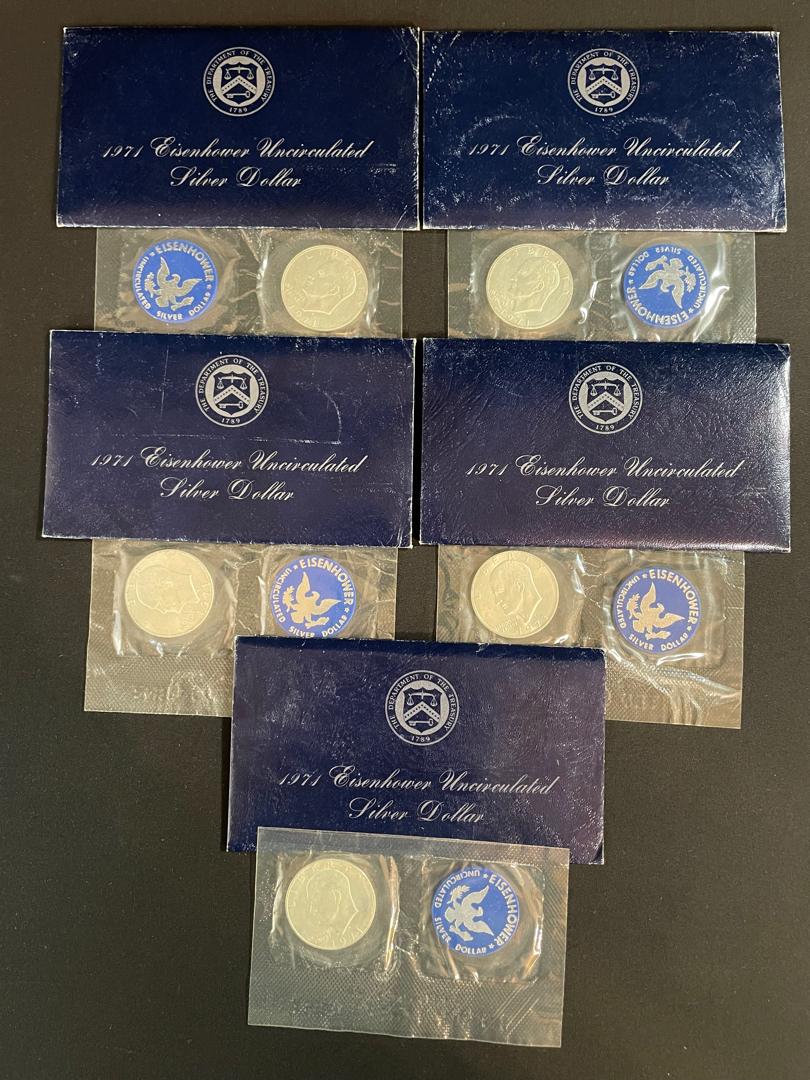 THE DEPARTMENT OF THE TREASURY
1789
1971 Eisenhower Uncirculated
Silver Dollar
THE DEPARTMENT OF THE TREASURY
1789
1971 Eisenhower Uncirculated
Silver Dollar
EISENHOWER
UNCIRCULATED SILVER DOLLAR
EISENHOWER
UNCIRCULATED SILVER DOLLAR
THE DEPARTMENT OF THE TREASURY
1789
1971 Eisenhower Uncirculated
Silver Dollar
THE DEPARTMENT OF THE TREASURY
1789
1971 Eisenhower Uncirculated
Silver Dollar
EISENHOWER
UNCIRCULATED SILVER DOLLAR
EISENHOWER
UNCIRCULATED SILVER DOLLAR
THE DEPARTMENT OF THE TREASURY
1789
1971 Eisenhower Uncirculated
Silver Dollar
EISENHOWER
UNCIRCULATED SILVER DOLLAR